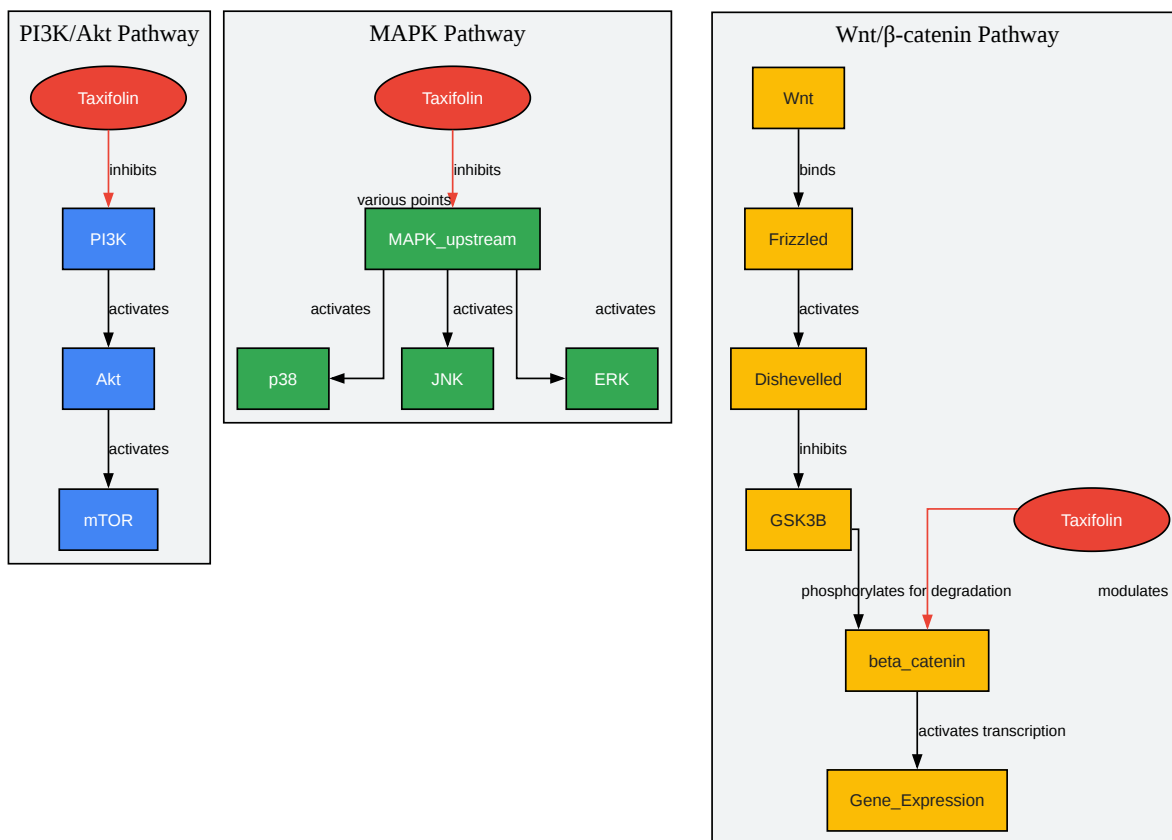 PI3K/Akt Pathway
Taxifolin
inhibits
PI3K
activates
Akt
activates
mTOR
MAPK Pathway
Taxifolin
inhibits
various points
MAPK_upstream
activates
activates
activates
p38
JNK
ERK
Wnt/β-catenin Pathway
Wnt
binds
Frizzled
activates
Dishevelled
inhibits
GSK3B
Taxifolin
phosphorylates for degradation
modulates
beta_catenin
activates transcription
Gene_Expression